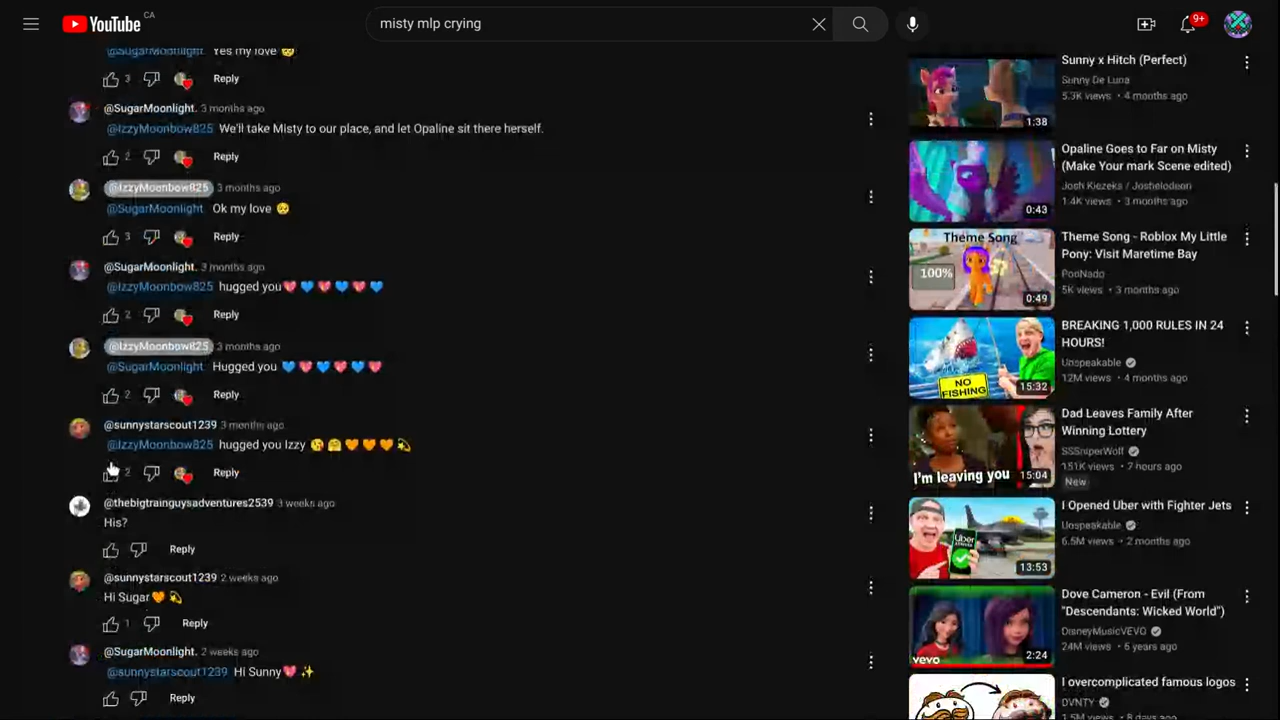 YouTube CA
misty mlp crying
9+
@SugarMoonlight. Yes my love 🥺
3 Reply
@SugarMoonlight. 3 months ago
@IzzyMoonbow825 We'll take Misty to our place, and let Opaline sit there herself.
2 Reply
@IzzyMoonbow825 3 months ago
@SugarMoonlight. Ok my love 🥺
3 Reply
@SugarMoonlight. 3 months ago
@IzzyMoonbow825 hugged you💖💙💖💙💖💙
2 Reply
@IzzyMoonbow825 3 months ago
@SugarMoonlight. Hugged you 💙💖💙💖💙💖
2 Reply
@sunnystarscout1239 3 months ago
@IzzyMoonbow825 hugged you Izzy 😘🤗🧡🧡🧡💫
2 Reply
@thebigtrainguysadventures2539 3 weeks ago
His?
Reply
@sunnystarscout1239 2 weeks ago
Hi Sugar🧡💫
1 Reply
@SugarMoonlight. 2 weeks ago
@sunnystarscout1239 Hi Sunny💖✨
Reply
Sunny x Hitch (Perfect)
Sunny De Luna
5.3K views • 4 months ago
1:38
Opaline Goes to Far on Misty
(Make Your mark Scene edited)
Josh Kiezeks / Joshelodeon
1.4K views • 3 months ago
0:43
Theme Song
100%
0:49
Theme Song - Roblox My Little
Pony: Visit Maretime Bay
PooNado
5K views • 3 months ago
NO
FISHING
15:32
BREAKING 1,000 RULES IN 24
HOURS!
Unspeakable
12M views • 4 months ago
I'm leaving you
15:04
Dad Leaves Family After
Winning Lottery
SSSniperWolf
151K views • 7 hours ago
New
Uber
13:53
I Opened Uber with Fighter Jets
Unspeakable
6.5M views • 2 months ago
vevo
2:24
Dove Cameron - Evil (From
"Descendants: Wicked World")
DisneyMusicVEVO
24M views • 6 years ago
I overcomplicated famous logos
DVNTY
1.5M views • 8 days ago